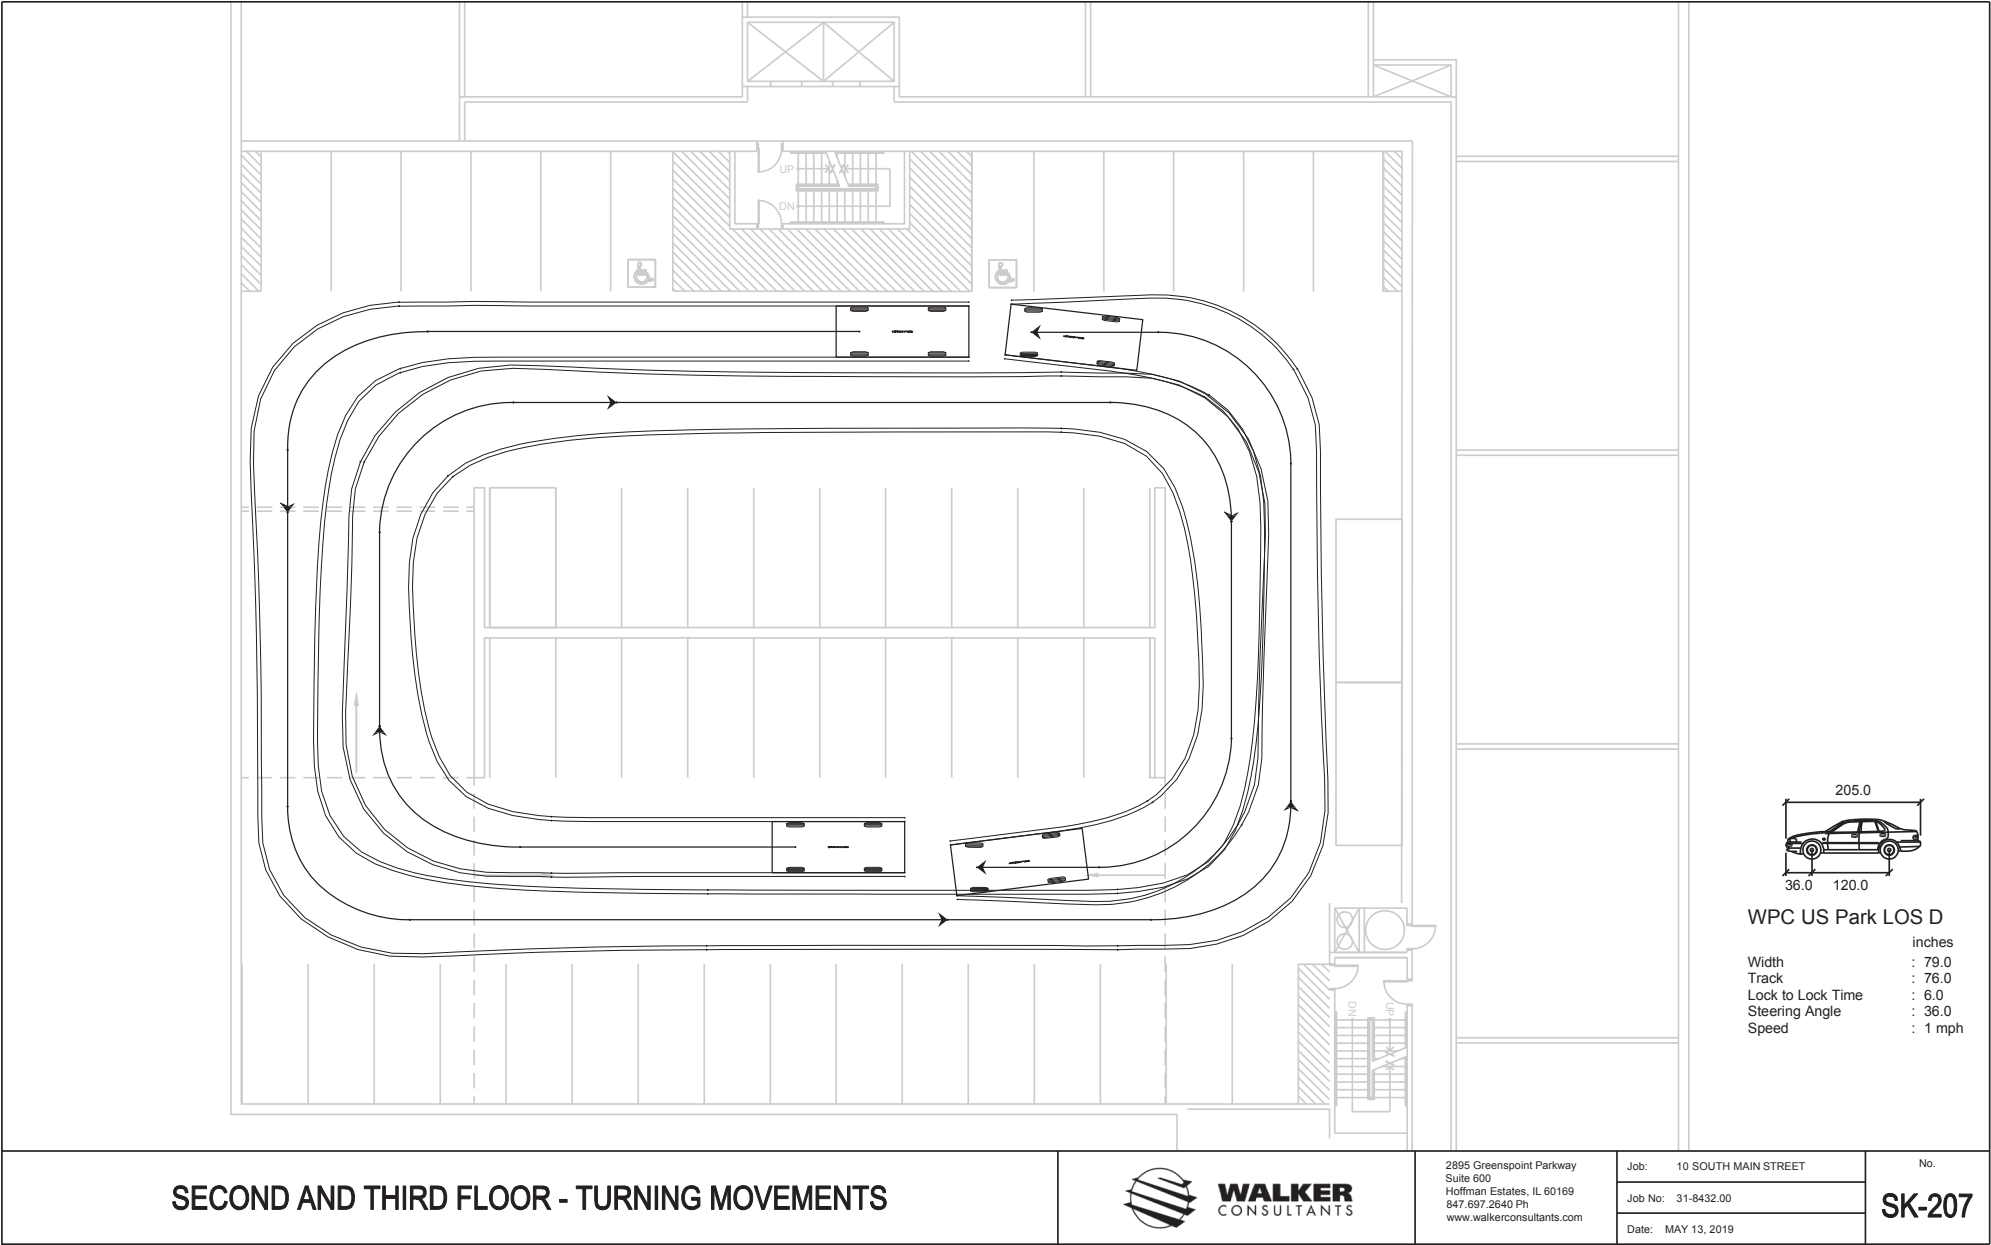 UP
DN
DN
UP
205.0
36.0
120.0
WPC US Park LOS D
inches
Width : 79.0
Track : 76.0
Lock to Lock Time : 6.0
Steering Angle : 36.0
Speed : 1 mph
SECOND AND THIRD FLOOR - TURNING MOVEMENTS
WALKER
CONSULTANTS
2895 Greenspoint Parkway
Suite 600
Hoffman Estates, IL 60169
847.697.2640 Ph
www.walkerconsultants.com
Job: 10 SOUTH MAIN STREET
Job No: 31-8432.00
Date: MAY 13, 2019
No.
SK-207